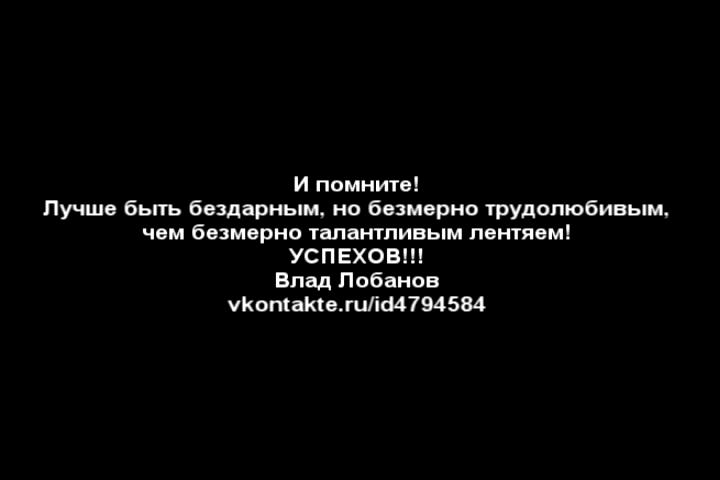 И помните!
Лучше быть бездарным, но безмерно трудолюбивым,
чем безмерно талантливым лентяем!
УСПЕХОВ!!!
Влад Лобанов
vkontakte.ru/id4794584